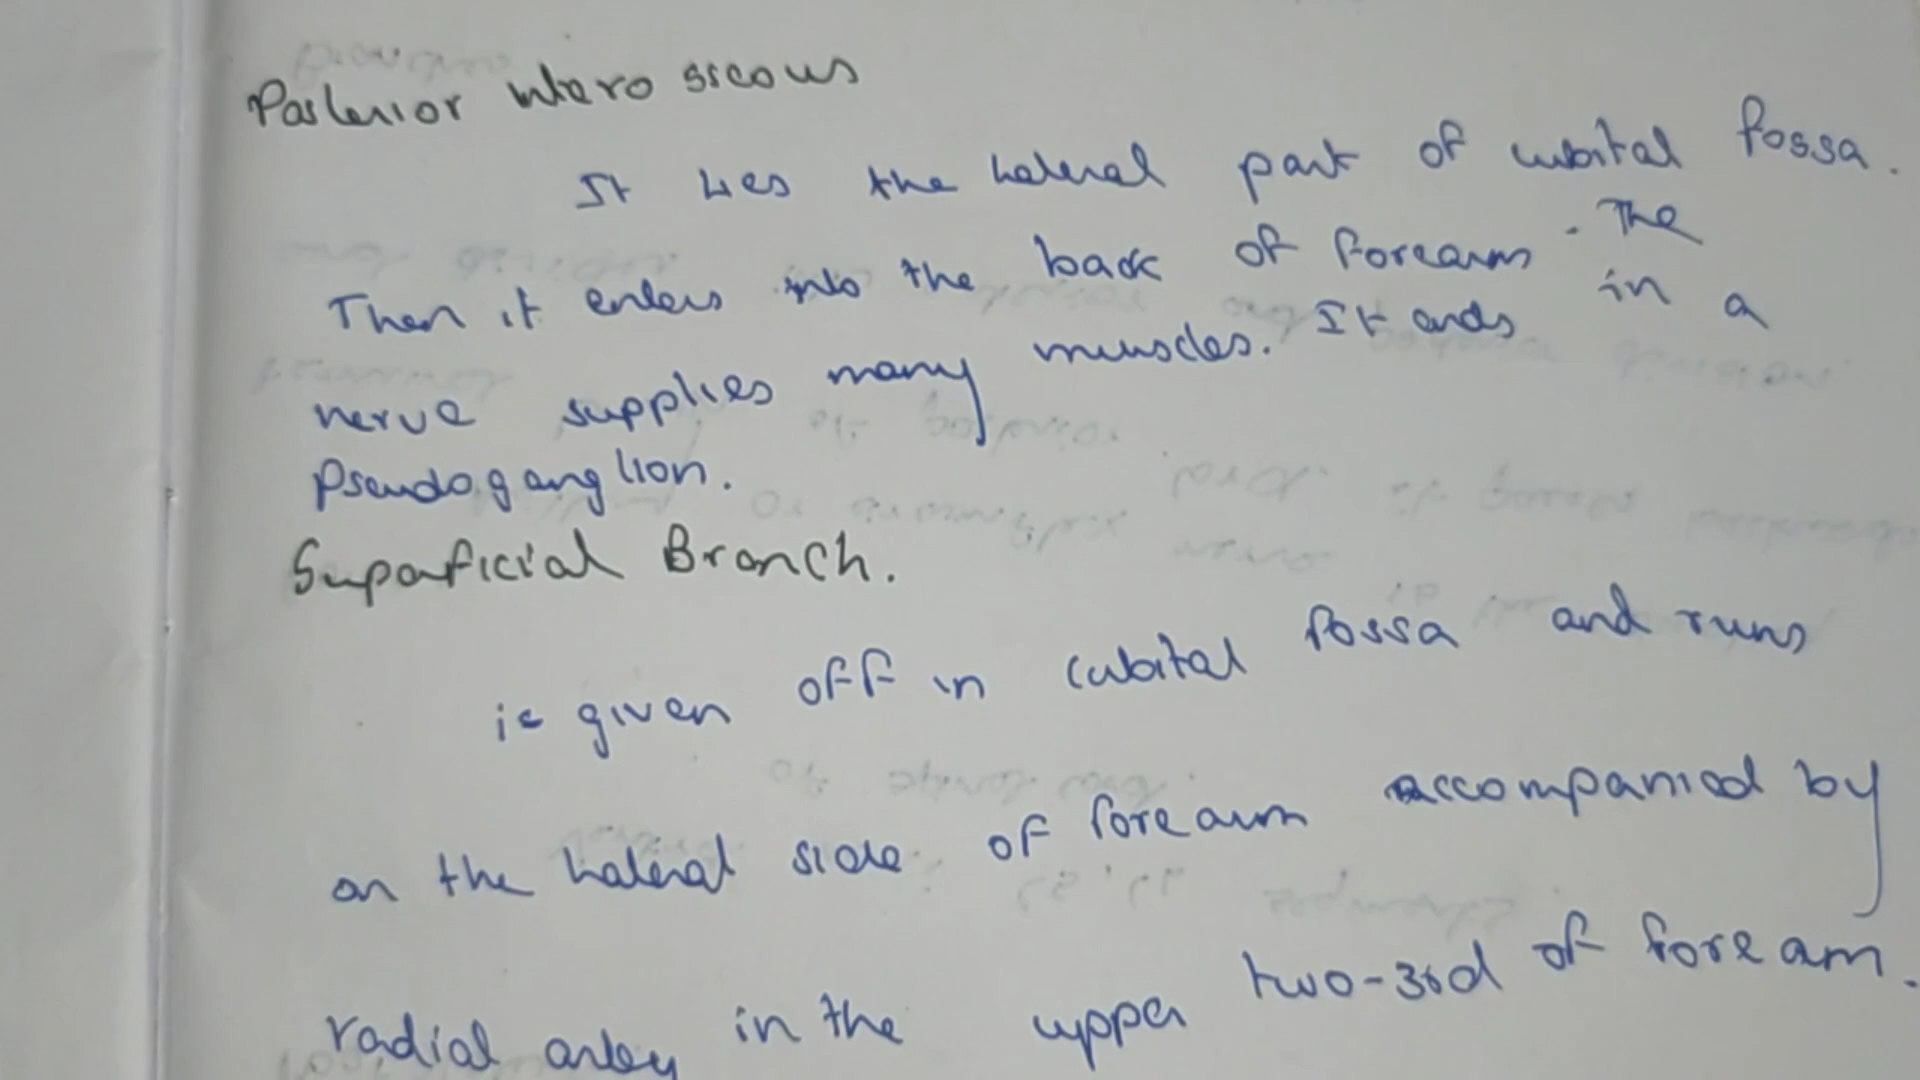 Posterior interosseous
It lies the lateral part of cubital fossa.
Then it enters into the back of forearm. The
nerve supplies many muscles. It ends in a
Pseudoganglion.
Superficial Branch.
is given off in cubital fossa and runs
on the lateral side of forearm accompanied by
radial artery in the upper two-3rd of forearm.